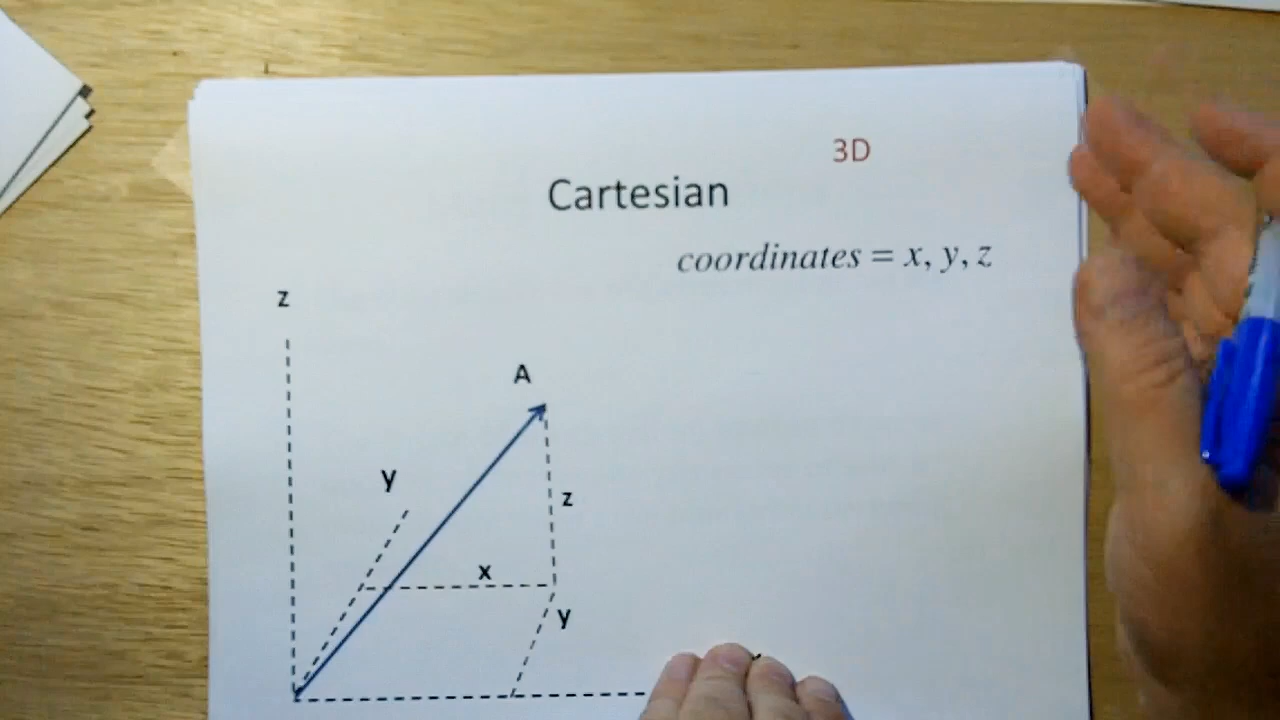 3D
Cartesian
coordinates = x, y, z
z
A
y
z
x
y